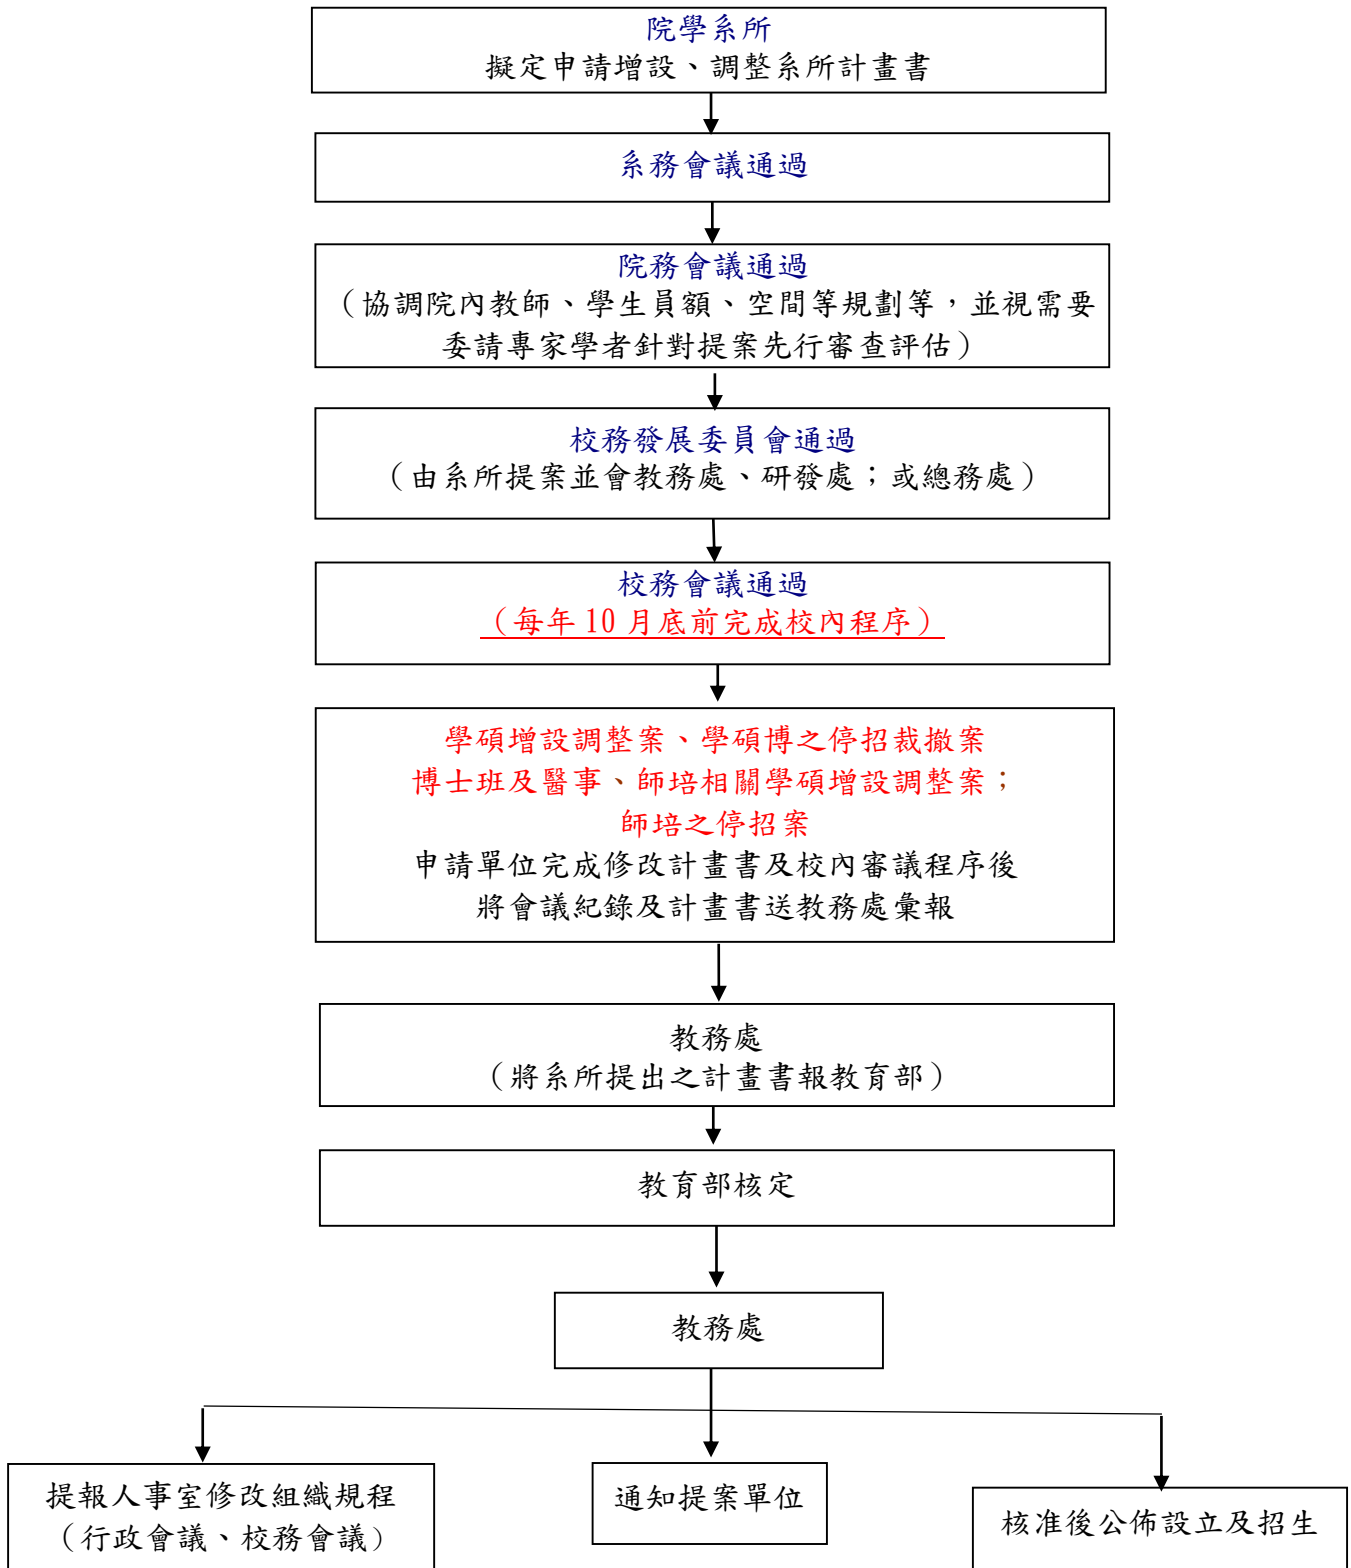 院學系所
擬定申請增設、調整系所計畫書
系務會議通過
院務會議通過
（協調院內教師、學生員額、空間等規劃等，並視需要
委請專家學者針對提案先行審查評估）
校務發展委員會通過
（由系所提案並會教務處、研發處；或總務處）
校務會議通過
（每年 10 月底前完成校內程序）
學碩增設調整案、學碩博之停招裁撤案
博士班及醫事、師培相關學碩增設調整案；
師培之停招案
申請單位完成修改計畫書及校內審議程序後
將會議紀錄及計畫書送教務處彙報
教務處
（將系所提出之計畫書報教育部）
教育部核定
教務處
提報人事室修改組織規程
（行政會議、校務會議）
通知提案單位
核准後公佈設立及招生